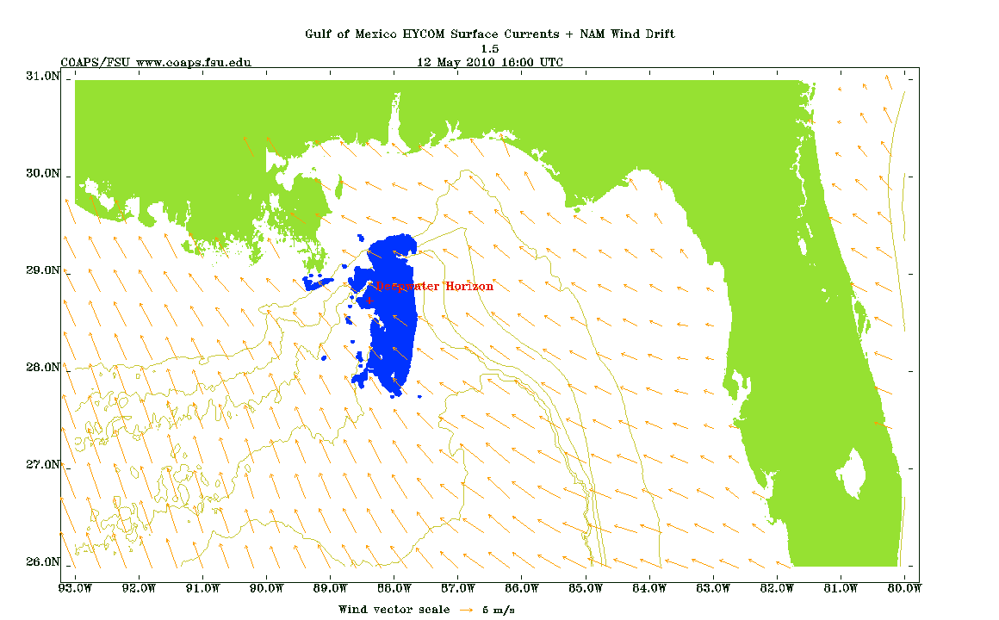 Gulf of Mexico HYCOM Surface Currents + NAM Wind Drift
1.5
COAPS/FSU www.coaps.fsu.edu 12 May 2010 16:00 UTC
31.0N
30.0N
29.0N
Deepwater Horizon
28.0N
27.0N
26.0N
93.0W 92.0W 91.0W 90.0W 89.0W 88.0W 87.0W 86.0W 85.0W 84.0W 83.0W 82.0W 81.0W 80.0W
Wind vector scale 5 m/s